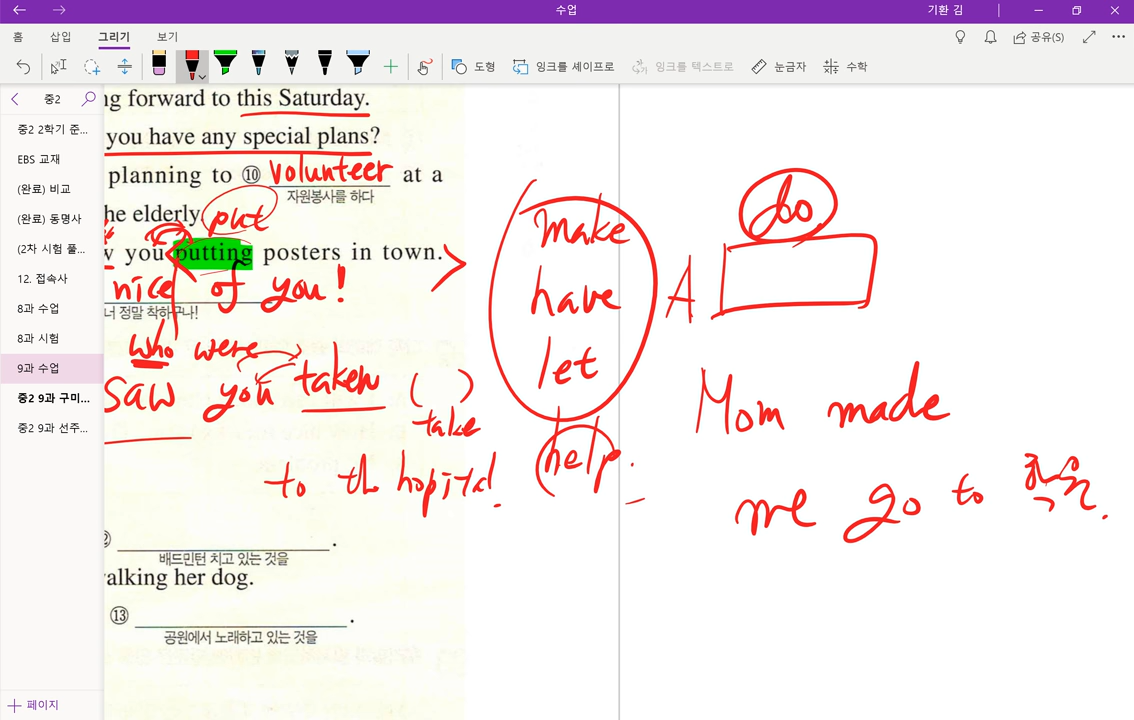 수업
기환 김
홈 삽입 그리기 보기
공유(S)
도형 잉크를 셰이프로 잉크를 텍스트로 눈금자 수학
중2
중2 2학기 준...
EBS 교재
(완료) 비교
(완료) 동명사
(2차 시험 풀...
12. 접속사
8과 수업
8과 시험
9과 수업
중2 9과 구미...
중2 9과 선주...
페이지
ng forward to this Saturday.
you have any special plans?
planning to ⑩ volunteer at a
자원봉사를 하다
he elderly. put
w you putting posters in town.
nice of you!
너 정말 착하구나!
who were
saw you taken ( )
take
to th hopital.
.
배드민턴 치고 있는 것을
walking her dog.
⑬ .
공원에서 노래하고 있는 것을
make
have
let
help.
do
A
Mom made
me go to 학원.